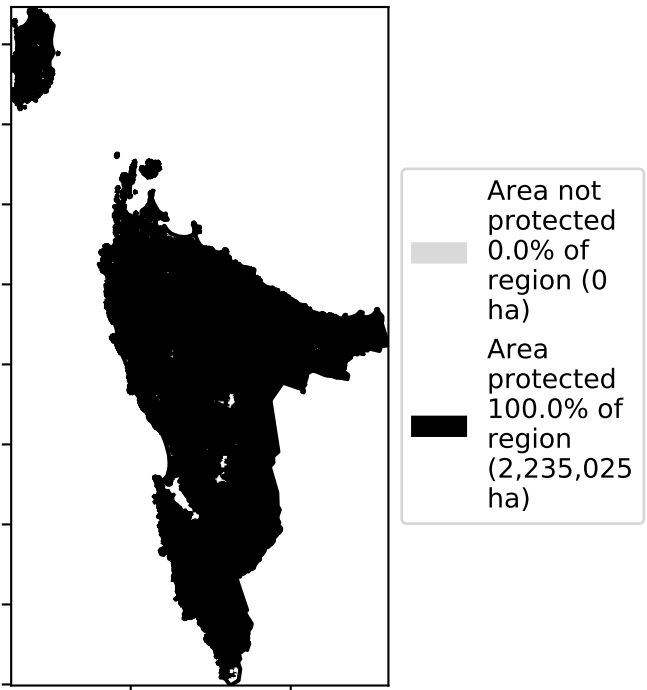 Area not
protected
0.0% of
region (0
ha)
Area
protected
100.0% of
region
(2,235,025
ha)